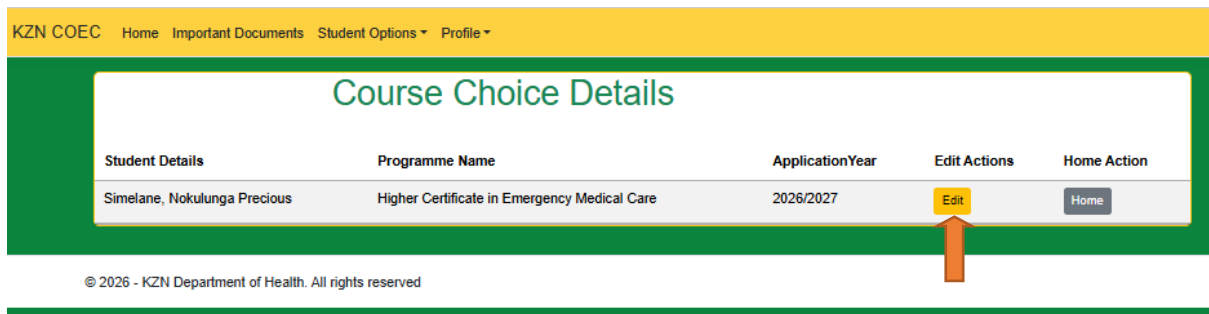 KZN COEC Home Important Documents Student Options Profile
Course Choice Details
Student Details Programme Name ApplicationYear Edit Actions Home Action
Simelane, Nokulunga Precious Higher Certificate in Emergency Medical Care 2026/2027 Edit Home
© 2026 - KZN Department of Health. All rights reserved